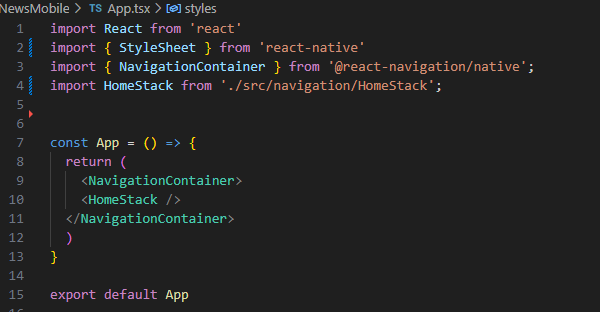 NewsMobile > App.tsx > styles
1 import React from 'react'
2 import { StyleSheet } from 'react-native'
3 import { NavigationContainer } from '@react-navigation/native';
4 import HomeStack from './src/navigation/HomeStack';
5
6
7 const App = () => {
8   return (
9     <NavigationContainer>
10     <HomeStack />
11   </NavigationContainer>
12   )
13 }
14
15 export default App